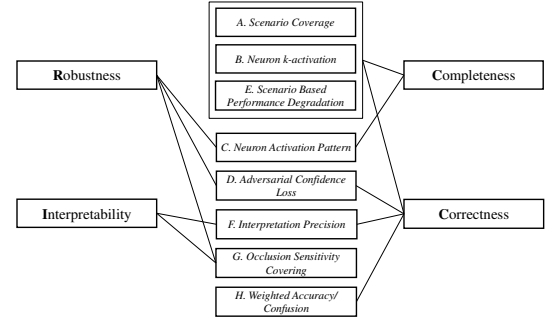 A. Scenario Coverage
B. Neuron k-activation
E. Scenario Based
Performance Degradation
Robustness
Completeness
C. Neuron Activation Pattern
D. Adversarial Confidence
Loss
Interpretability
F. Interpretation Precision
Correctness
G. Occlusion Sensitivity
Covering
H. Weighted Accuracy/
Confusion